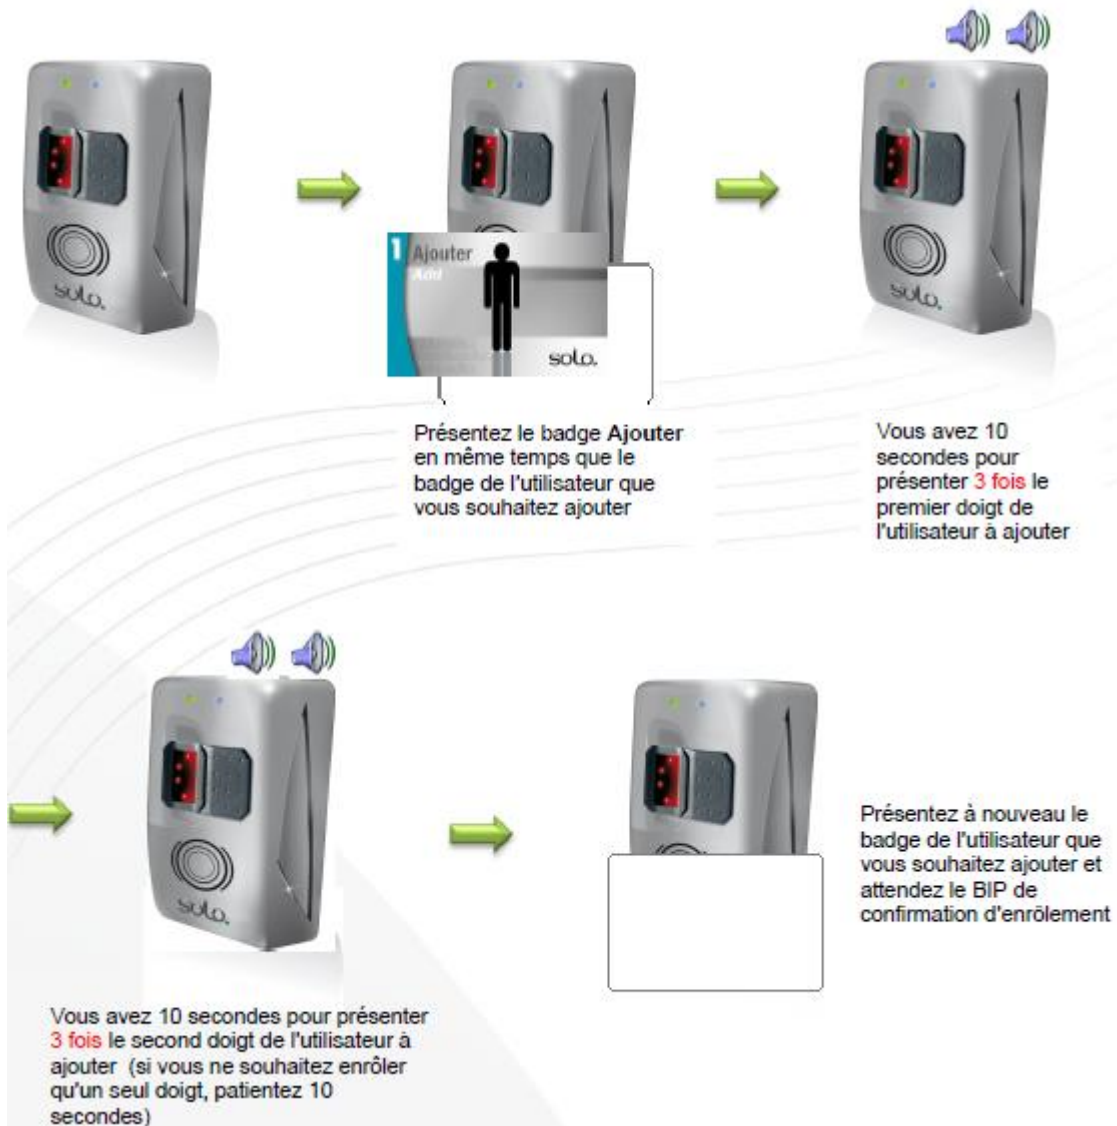 solo.
1 Ajouter
Add
solo.
solo.
Présentez le badge Ajouter
en même temps que le
badge de l'utilisateur que
vous souhaitez ajouter
Vous avez 10
secondes pour
présenter 3 fois le
premier doigt de
l'utilisateur à ajouter
solo.
Présentez à nouveau le
badge de l'utilisateur que
vous souhaitez ajouter et
attendez le BIP de
confirmation d'enrôlement
Vous avez 10 secondes pour présenter
3 fois le second doigt de l'utilisateur à
ajouter (si vous ne souhaitez enrôler
qu'un seul doigt, patientez 10
secondes)